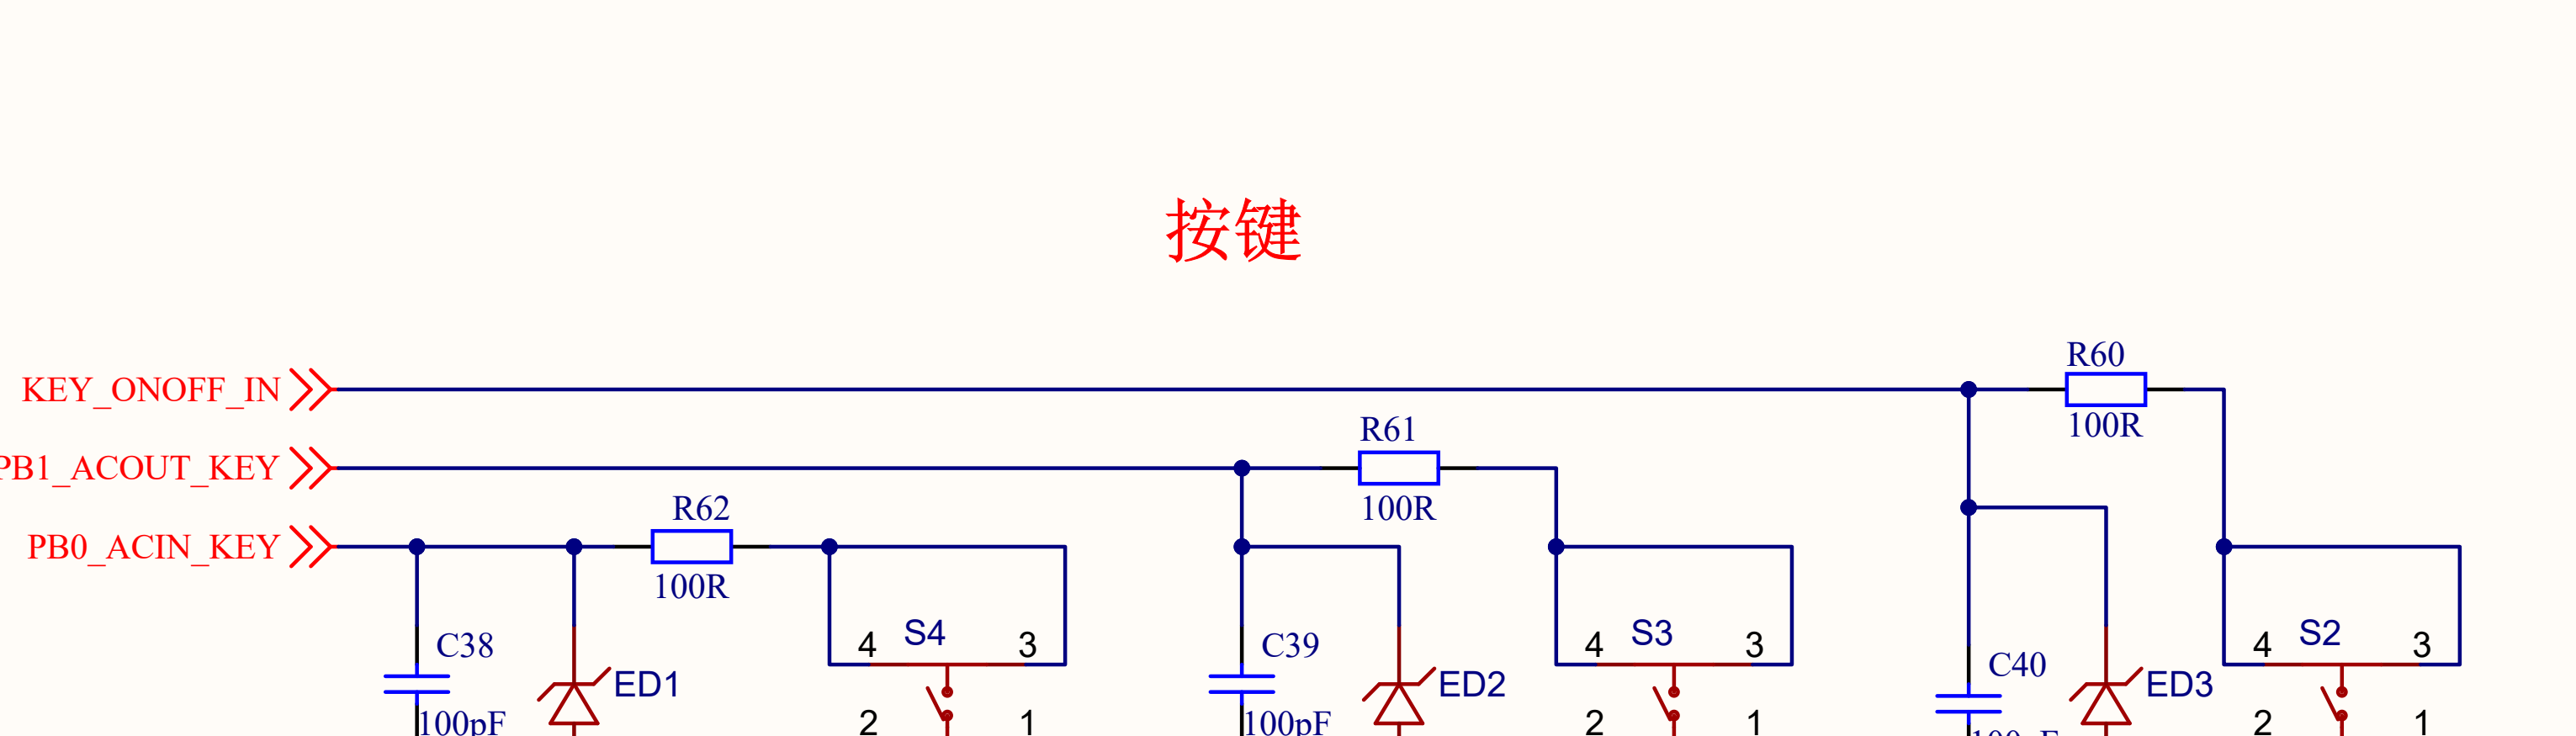 按键
R60
KEY_ONOFF_IN
100R
R61
PB1_ACOUT_KEY
100R
R62
PB0_ACIN_KEY
100R
C38
4 S4 3
C39
4 S3 3
C40
4 S2 3
ED1
ED2
ED3
100pF
2 1
100pF
2 1
2 1